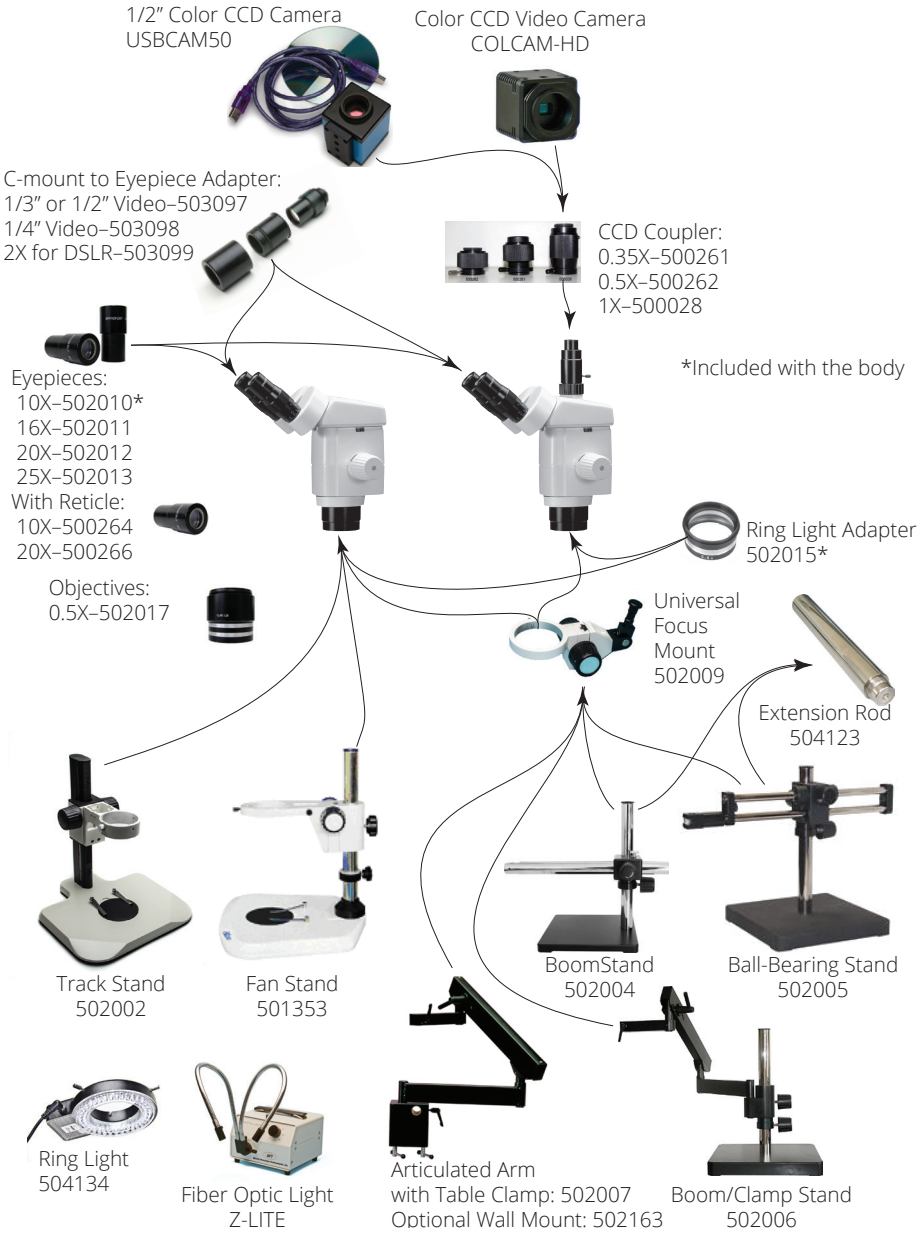 1/2” Color CCD Camera
USBCAM50
Color CCD Video Camera
COLCAM-HD
C-mount to Eyepiece Adapter:
1/3” or 1/2” Video–503097
1/4” Video–503098
2X for DSLR–503099
CCD Coupler:
0.35X–500261
0.5X–500262
1X–500028
*Included with the body
Eyepieces:
10X–502010*
16X–502011
20X–502012
25X–502013
With Reticle:
10X–500264
20X–500266
Ring Light Adapter
502015*
Objectives:
0.5X–502017
Universal
Focus
Mount
502009
Extension Rod
504123
Track Stand
502002
Fan Stand
501353
BoomStand
502004
Ball-Bearing Stand
502005
Ring Light
504134
Fiber Optic Light
Z-LITE
Articulated Arm
with Table Clamp: 502007
Optional Wall Mount: 502163
Boom/Clamp Stand
502006